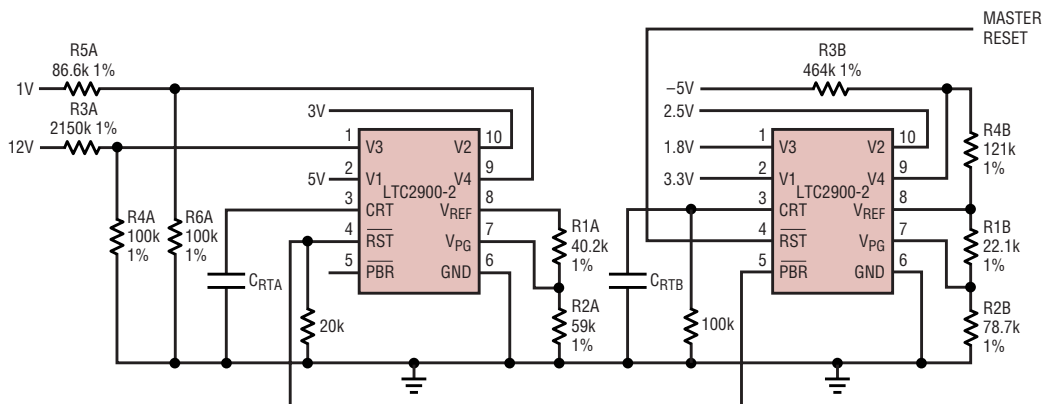 MASTER
RESET
R5A
86.6k 1%
1V
R3A
2150k 1%
12V
3V
1
V3
V2
10
5V
2
V1
V4
9
LTC2900-2
3
CRT
VREF
8
4
RST
VPG
7
5
PBR
GND
6
R4A
100k
1%
R6A
100k
1%
CRTA
20k
R1A
40.2k
1%
R2A
59k
1%
R3B
464k 1%
–5V
2.5V
1.8V
1
V3
V2
10
3.3V
2
V1
V4
9
LTC2900-2
3
CRT
VREF
8
4
RST
VPG
7
5
PBR
GND
6
CRTB
100k
R4B
121k
1%
R1B
22.1k
1%
R2B
78.7k
1%